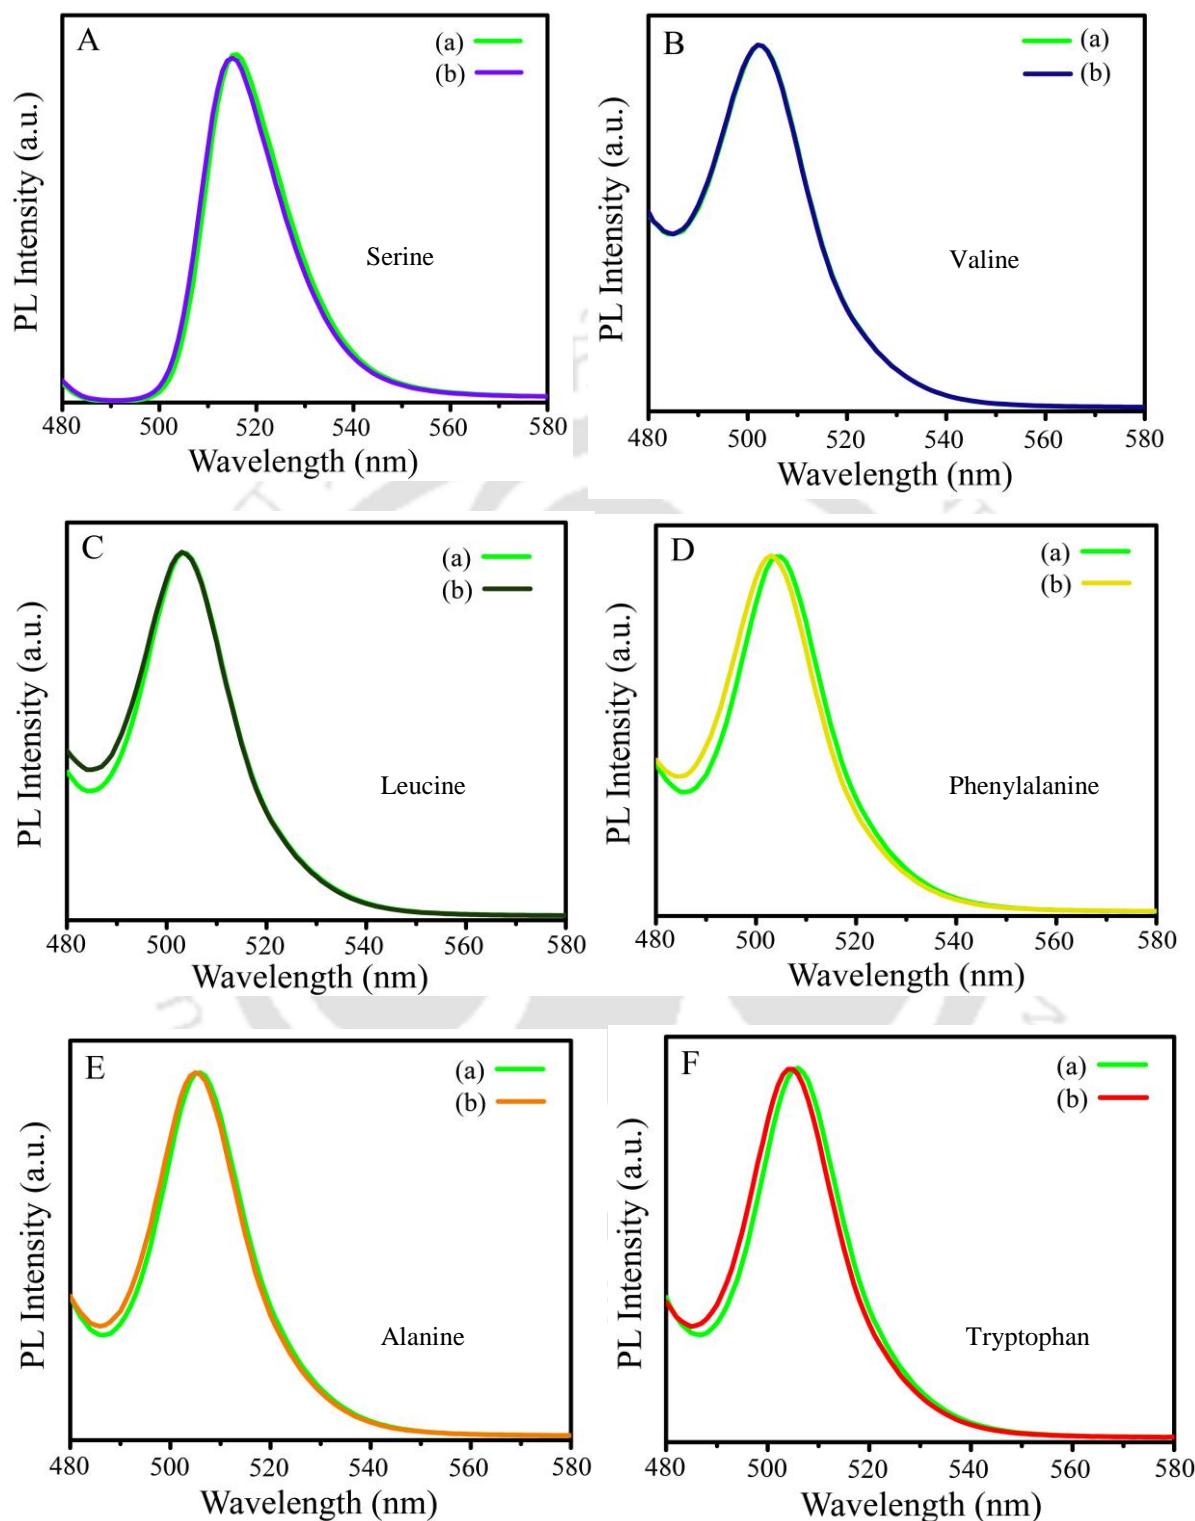 A
(a)
(b)
PL Intensity (a.u.)
Serine
480 500 520 540 560 580
Wavelength (nm)
B
(a)
(b)
PL Intensity (a.u.)
Valine
480 500 520 540 560 580
Wavelength (nm)
C
(a)
(b)
PL Intensity (a.u.)
Leucine
480 500 520 540 560 580
Wavelength (nm)
D
(a)
(b)
PL Intensity (a.u.)
Phenylalanine
480 500 520 540 560 580
Wavelength (nm)
E
(a)
(b)
PL Intensity (a.u.)
Alanine
480 500 520 540 560 580
Wavelength (nm)
F
(a)
(b)
PL Intensity (a.u.)
Tryptophan
480 500 520 540 560 580
Wavelength (nm)